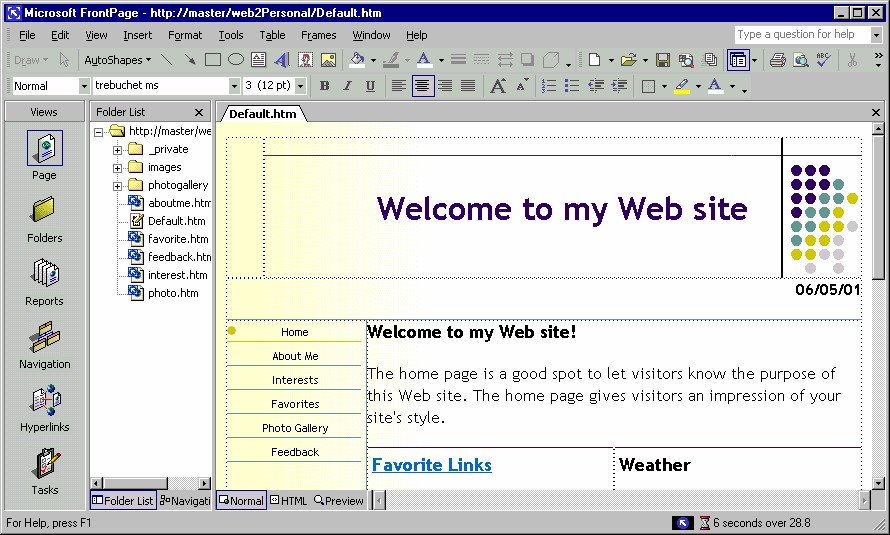 Microsoft FrontPage - http://master/web2Personal/Default.htm
File Edit View Insert Format Tools Table Frames Window Help Type a question for help
Draw AutoShapes A A ABC
Normal trebuchet ms 3 (12 pt) B I U A A A
Views Folder List Default.htm
Page
Folders
Reports
Navigation
Hyperlinks
Tasks
http://master/we
_private
images
photogallery
aboutme.htm
Default.htm
favorite.htm
feedback.htm
interest.htm
photo.htm
Folder List Navigati
Welcome to my Web site
06/05/01
Home
About Me
Interests
Favorites
Photo Gallery
Feedback
Welcome to my Web site!
The home page is a good spot to let visitors know the purpose of
this Web site. The home page gives visitors an impression of your
site's style.
Favorite Links Weather
Normal HTML Preview
For Help, press F1 6 seconds over 28.8